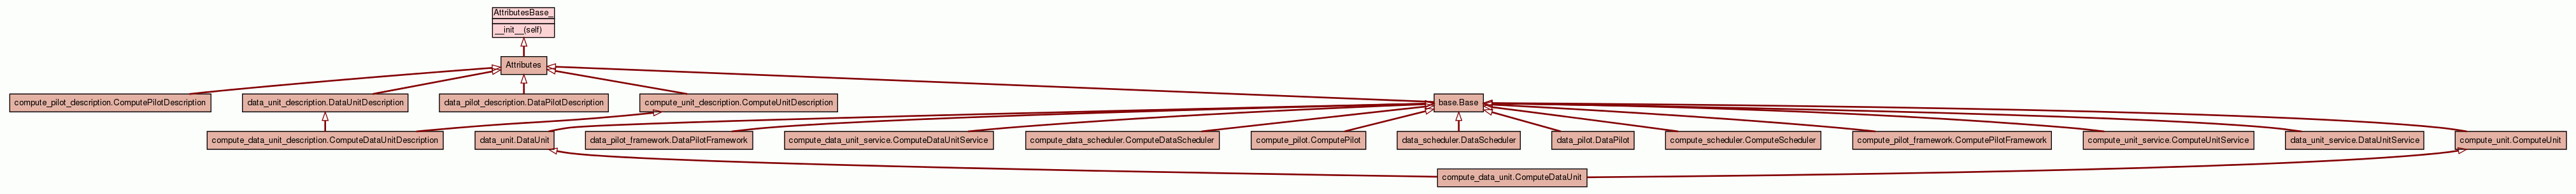 AttributesBase_
__init__(self)
Attributes
compute_pilot_description.ComputePilotDescription
data_unit_description.DataUnitDescription
data_pilot_description.DataPilotDescription
compute_unit_description.ComputeUnitDescription
base.Base
compute_data_unit_description.ComputeDataUnitDescription
data_unit.DataUnit
data_pilot_framework.DataPilotFramework
compute_data_unit_service.ComputeDataUnitService
compute_data_scheduler.ComputeDataScheduler
compute_pilot.ComputePilot
data_scheduler.DataScheduler
data_pilot.DataPilot
compute_scheduler.ComputeScheduler
compute_pilot_framework.ComputePilotFramework
compute_unit_service.ComputeUnitService
data_unit_service.DataUnitService
compute_unit.ComputeUnit
compute_data_unit.ComputeDataUnit